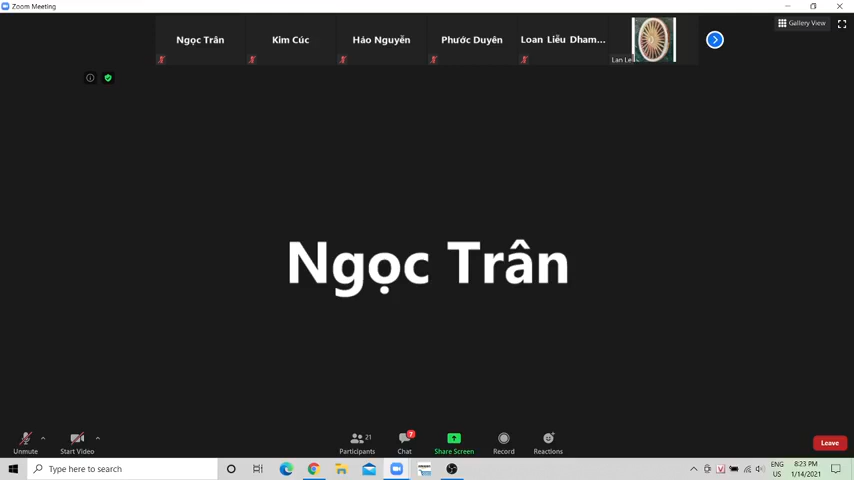 Zoom Meeting
Gallery View
Ngọc Trân
Kim Cúc
Hảo Nguyễn
Phước Duyên
Loan Liễu Dham...
Lan Le
Ngọc Trân
Unmute
Start Video
21
Participants
7
Chat
Share Screen
Record
Reactions
Leave
Type here to search
ENG
US
8:23 PM
1/14/2021